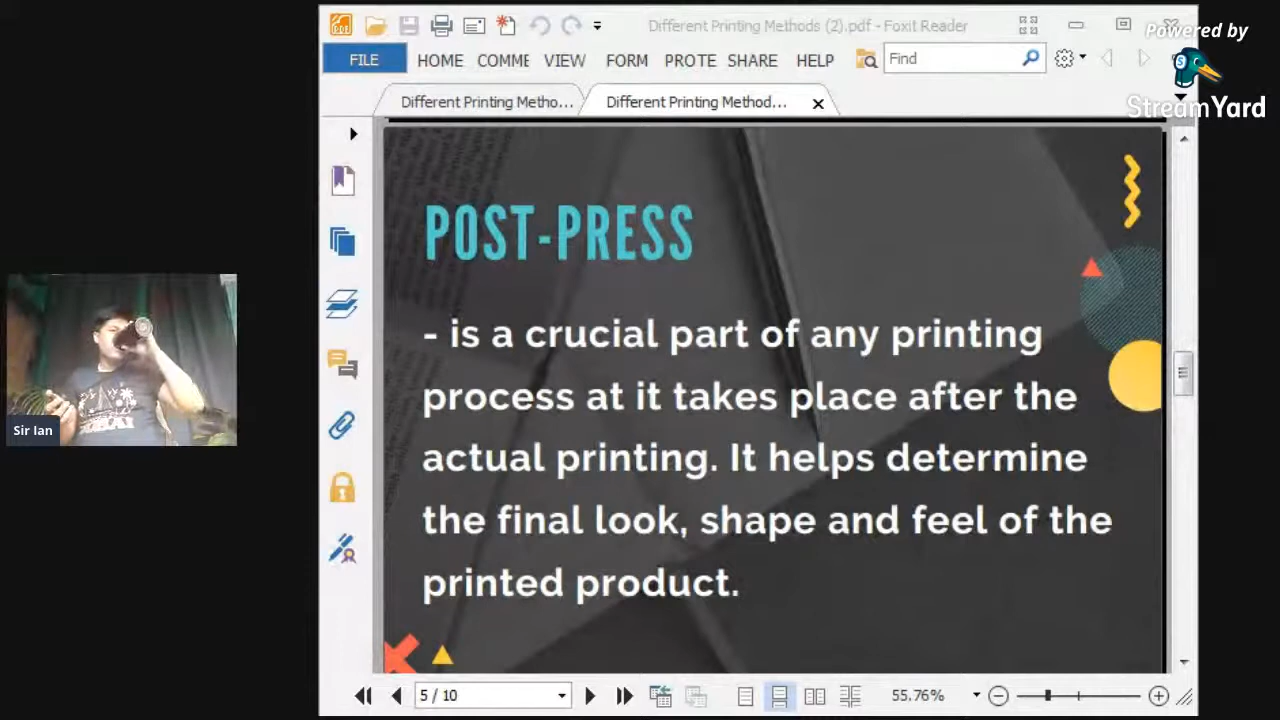 Different Printing Methods (2).pdf - Foxit Reader
Powered by
StreamYard
FILE HOME COMME VIEW FORM PROTE SHARE HELP Find
Different Printing Metho... Different Printing Method...
POST-PRESS
- is a crucial part of any printing
process at it takes place after the
actual printing. It helps determine
the final look, shape and feel of the
printed product.
Sir Ian
5 / 10 55.76%